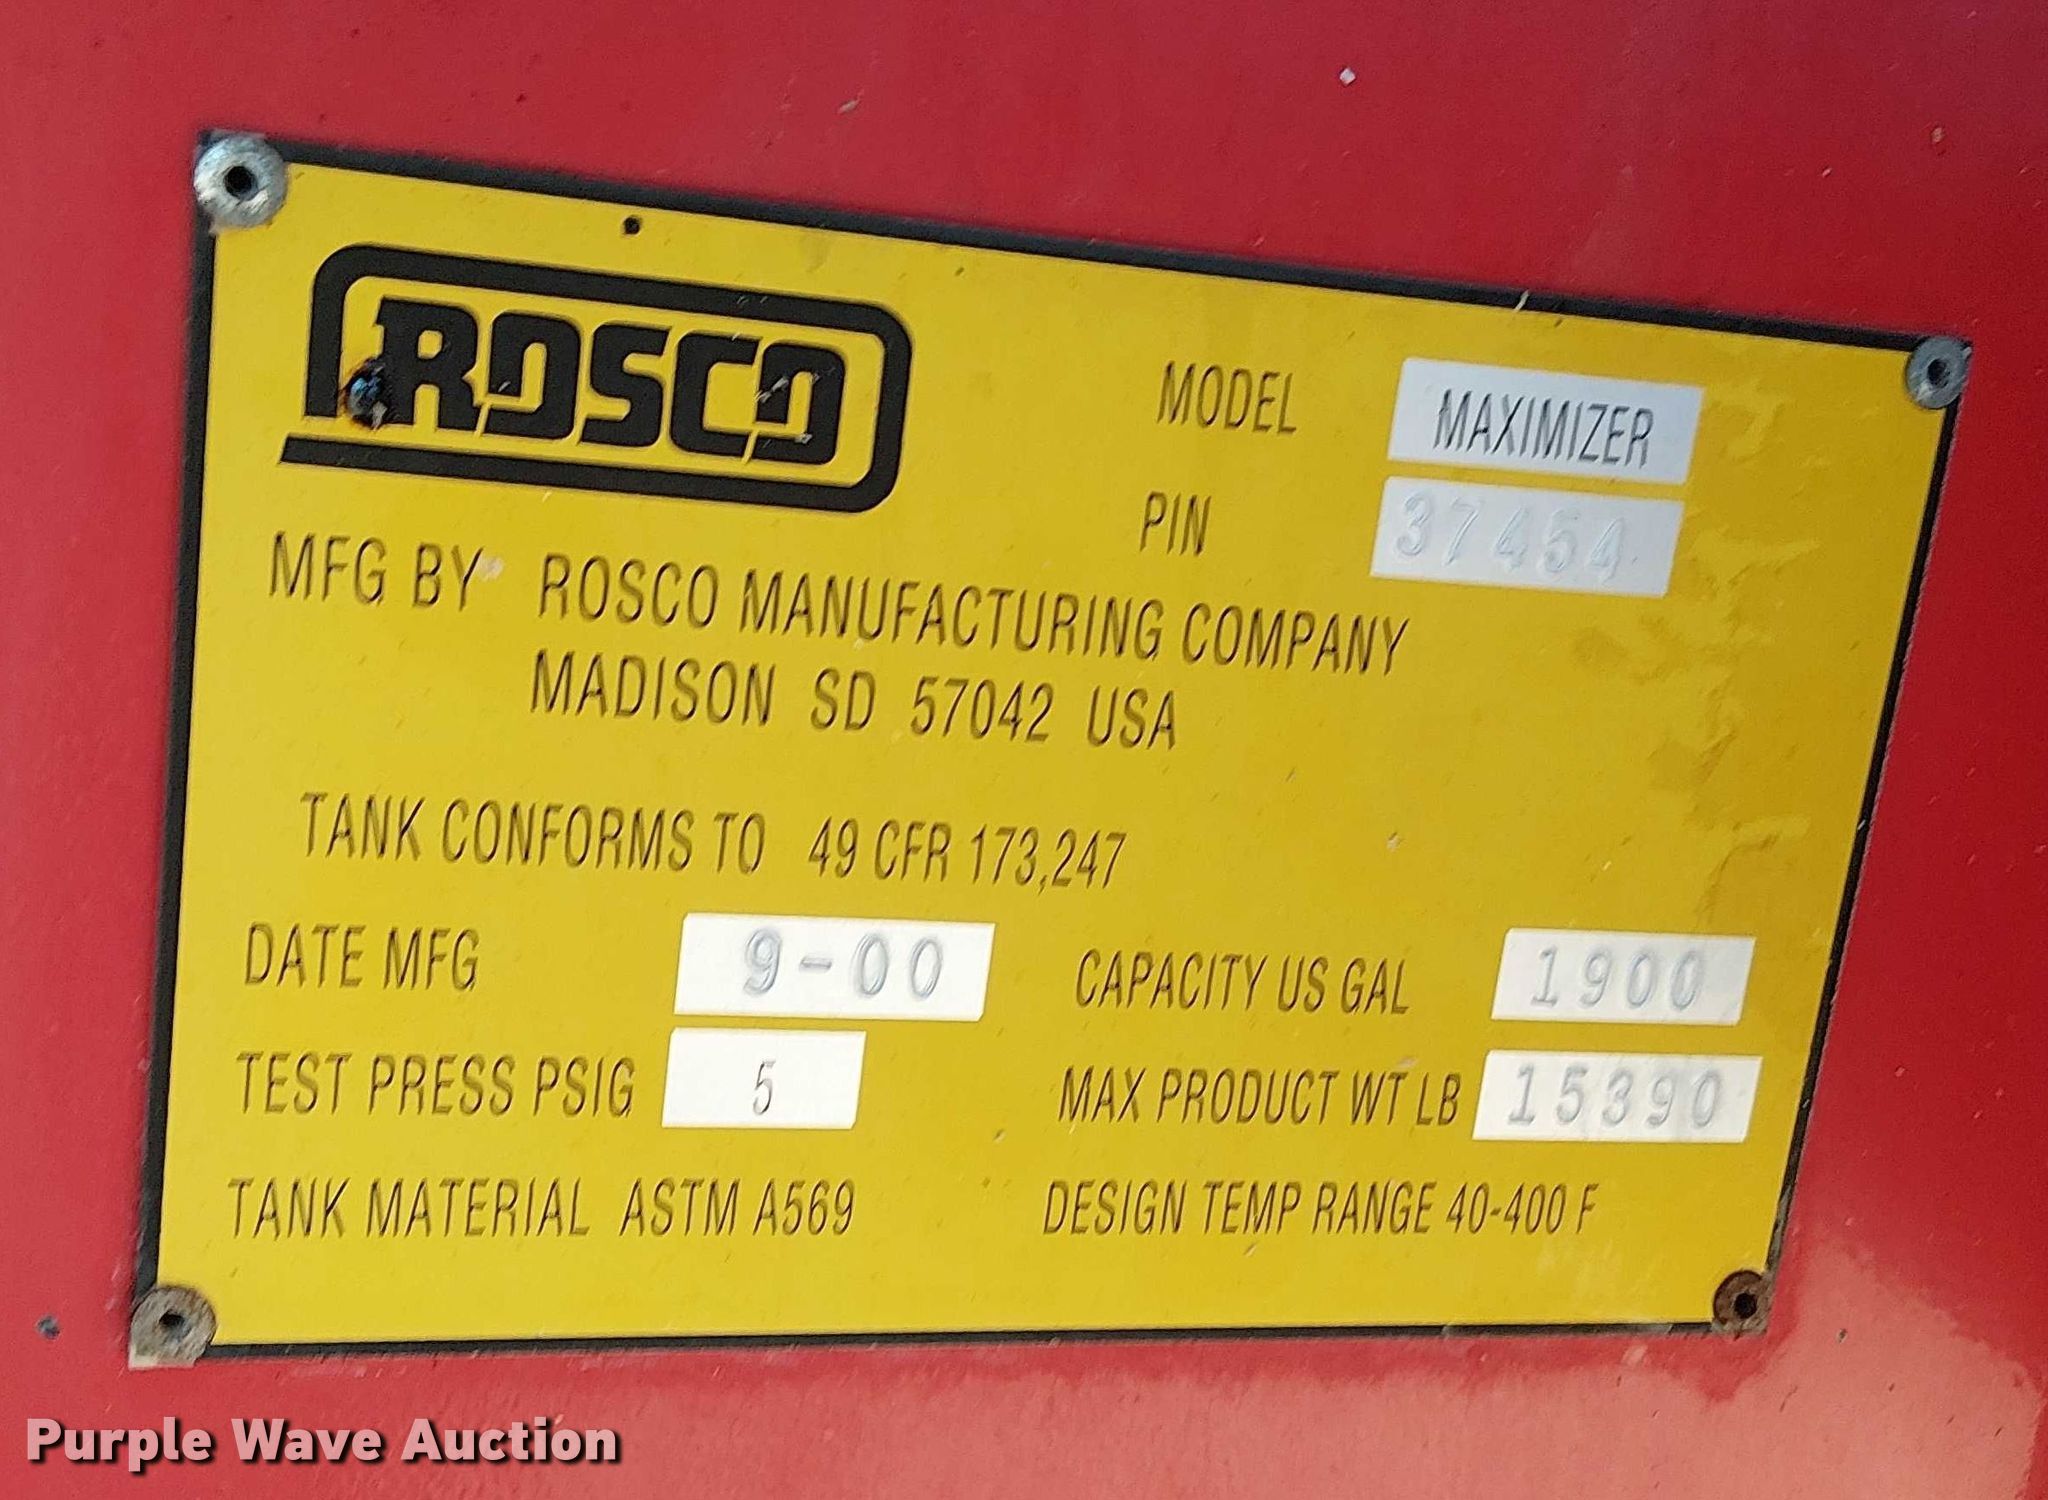 ROSCO
MODEL MAXIMIZER
PIN 37454
MFG BY ROSCO MANUFACTURING COMPANY
MADISON SD 57042 USA
TANK CONFORMS TO 49 CFR 173,247
DATE MFG 9-00 CAPACITY US GAL 1900
TEST PRESS PSIG 5 MAX PRODUCT WT LB 15390
TANK MATERIAL ASTM A569 DESIGN TEMP RANGE 40-400 F
Purple Wave Auction